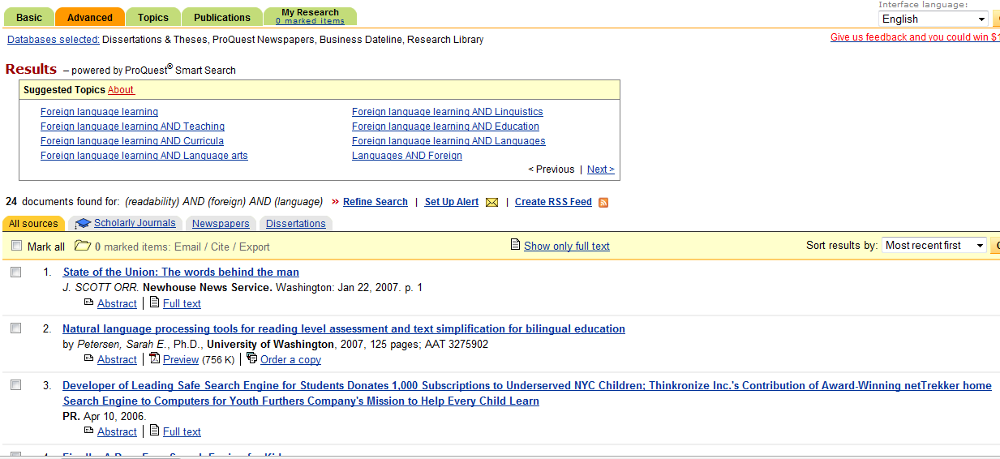 Interface language:
Basic
Advanced
Topics
Publications
My Research
0 marked items
English
Databases selected: Dissertations & Theses, ProQuest Newspapers, Business Dateline, Research Library
Give us feedback and you could win $1
Results – powered by ProQuest® Smart Search
Suggested Topics About
Foreign language learning
Foreign language learning AND Linguistics
Foreign language learning AND Teaching
Foreign language learning AND Education
Foreign language learning AND Curricula
Foreign language learning AND Languages
Foreign language learning AND Language arts
Languages AND Foreign
< Previous | Next >
24 documents found for: (readability) AND (foreign) AND (language) » Refine Search | Set Up Alert | Create RSS Feed
All sources
Scholarly Journals
Newspapers
Dissertations
Mark all 0 marked items: Email / Cite / Export
Show only full text
Sort results by: Most recent first
1. State of the Union: The words behind the man
J. SCOTT ORR. Newhouse News Service. Washington: Jan 22, 2007. p. 1
Abstract | Full text
2. Natural language processing tools for reading level assessment and text simplification for bilingual education
by Petersen, Sarah E., Ph.D., University of Washington, 2007, 125 pages; AAT 3275902
Abstract | Preview (756 K) | Order a copy
3. Developer of Leading Safe Search Engine for Students Donates 1,000 Subscriptions to Underserved NYC Children; Thinkronize Inc.'s Contribution of Award-Winning netTrekker home
Search Engine to Computers for Youth Furthers Company's Mission to Help Every Child Learn
PR. Apr 10, 2006.
Abstract | Full text